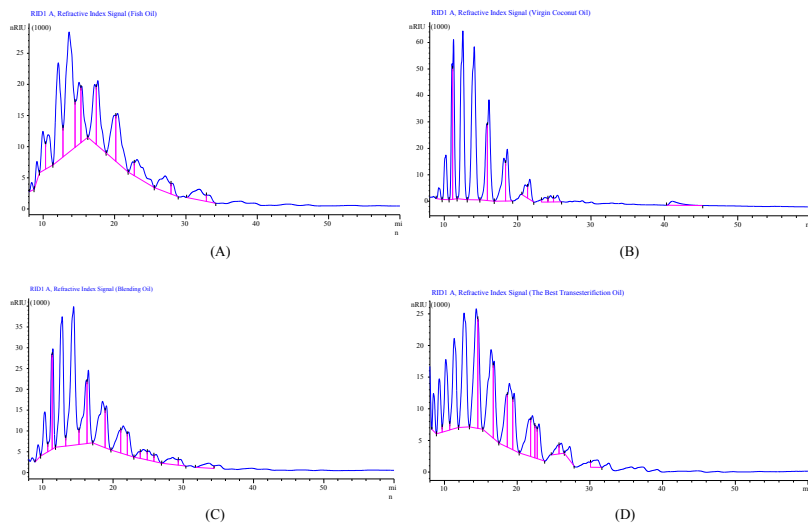 RID1 A, Refractive Index Signal (Fish Oil)
nRIU (1000)
25
20
15
10
5
0
10
20
30
40
50
mi
n
(A)
RID1 A, Refractive Index Signal (Virgin Coconut Oil)
nRIU (1000)
60
50
40
30
20
10
0
10
20
30
40
50
mi
n
(B)
RID1 A, Refractive Index Signal (Blending Oil)
nRIU (1000)
35
30
25
20
15
10
5
0
10
20
30
40
50
mi
n
(C)
RID1 A, Refractive Index Signal (The Best Transesterifiction Oil)
nRIU (1000)
25
20
15
10
5
0
10
20
30
40
50
mi
n
(D)